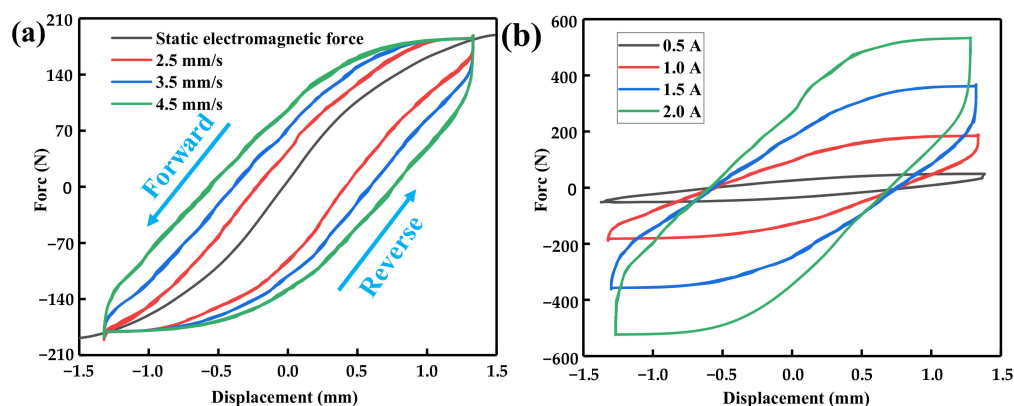 (a)
Static electromagnetic force
2.5 mm/s
3.5 mm/s
4.5 mm/s
Forward
Reverse
210
140
70
0
−70
−140
−210
Force (N)
−1.5 −1.0 −0.5 0.0 0.5 1.0 1.5
Displacement (mm)
(b)
0.5 A
1.0 A
1.5 A
2.0 A
600
400
200
0
−200
−400
−600
Force (N)
−1.5 −1.0 −0.5 0.0 0.5 1.0 1.5
Displacement (mm)